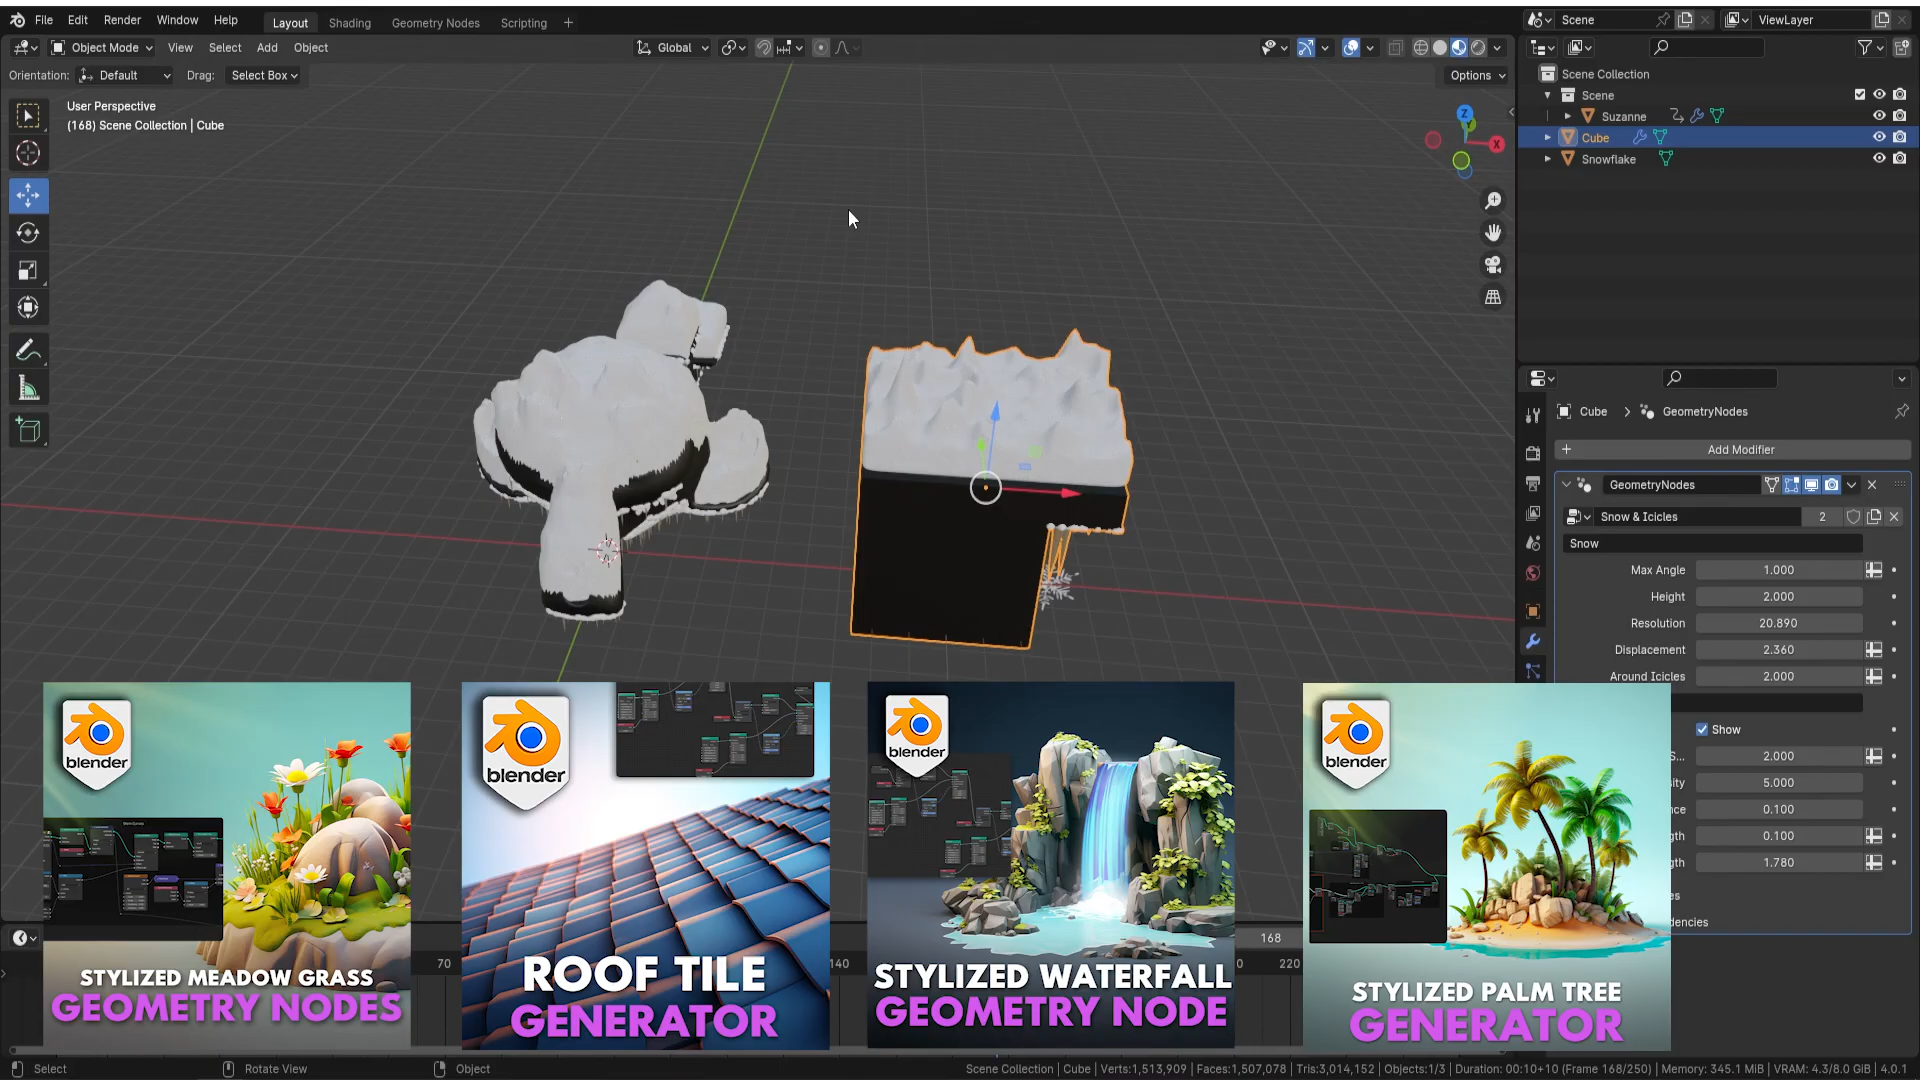 File Edit Render Window Help
Layout Shading Geometry Nodes Scripting +
Scene
ViewLayer
Object Mode View Select Add Object
Global
Orientation: Default Drag: Select Box
Options
User Perspective
(168) Scene Collection | Cube
Z
X
Scene Collection
Scene
Suzanne
Cube
Snowflake
Cube > GeometryNodes
+ Add Modifier
GeometryNodes
Snow & Icicles 2
Snow
Max Angle 1.000
Height 2.000
Resolution 20.890
Displacement 2.360
Around Icicles 2.000
Show
S... 2.000
ity 5.000
nce 0.100
gth 0.100
gth 1.780
es
dencies
blender
STYLIZED MEADOW GRASS
GEOMETRY NODES
blender
ROOF TILE
GENERATOR
blender
STYLIZED WATERFALL
GEOMETRY NODE
blender
STYLIZED PALM TREE
GENERATOR
168
70
140
0
220
Select
Rotate View
Object
Scene Collection | Cube | Verts:1,513,909 | Faces:1,507,078 | Tris:3,014,152 | Objects:1/3 | Duration: 00:10+10 (Frame 168/250) | Memory: 345.1 MiB | VRAM: 4.3/8.0 GiB | 4.0.1